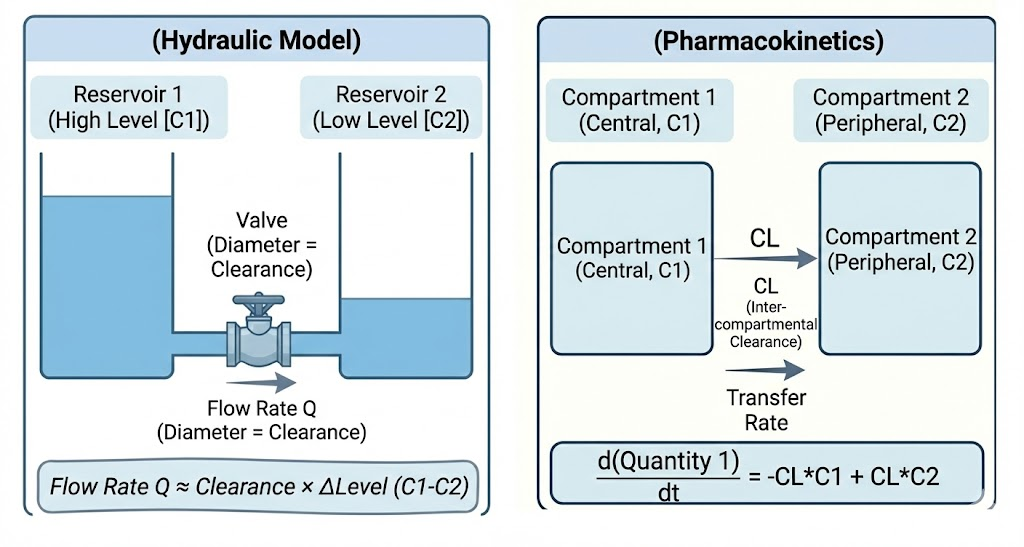 (Hydraulic Model)
Reservoir 1
(High Level [C1])
Reservoir 2
(Low Level [C2])
Valve
(Diameter =
Clearance)
Flow Rate Q
(Diameter = Clearance)
Flow Rate Q ≈ Clearance × ΔLevel (C1-C2)
(Pharmacokinetics)
Compartment 1
(Central, C1)
Compartment 2
(Peripheral, C2)
Compartment 1
(Central, C1)
CL
CL
(Inter-
compartmental
Clearance)
Transfer
Rate
Compartment 2
(Peripheral, C2)
d(Quantity 1)
dt
= -CL*C1 + CL*C2